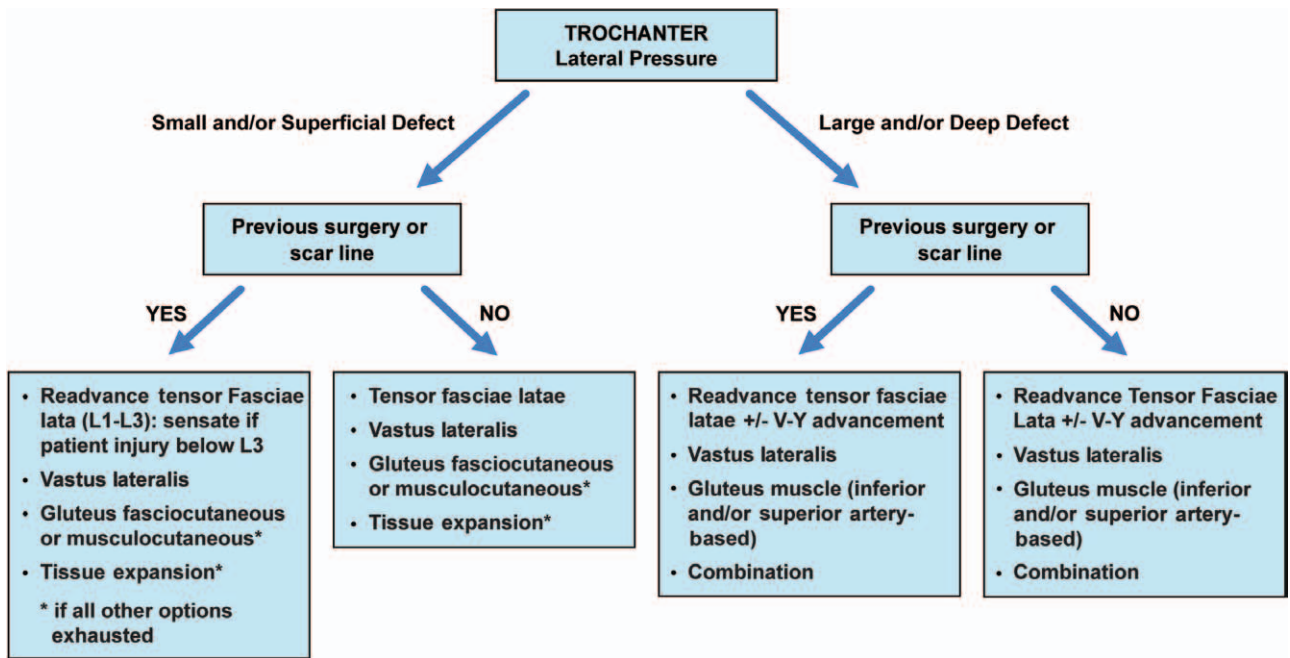 TROCHANTER
Lateral Pressure
Small and/or Superficial Defect
Large and/or Deep Defect
Previous surgery or
scar line
Previous surgery or
scar line
YES
NO
YES
NO
• Readvance tensor Fasciae
lata (L1-L3): sensate if
patient injury below L3
• Vastus lateralis
• Gluteus fasciocutaneous
or musculocutaneous*
• Tissue expansion*
* if all other options
exhausted
• Tensor fasciae latae
• Vastus lateralis
• Gluteus fasciocutaneous
or musculocutaneous*
• Tissue expansion*
• Readvance tensor fasciae
latae +/- V-Y advancement
• Vastus lateralis
• Gluteus muscle (inferior
and/or superior artery-
based)
• Combination
• Readvance Tensor Fasciae
Lata +/- V-Y advancement
• Vastus lateralis
• Gluteus muscle (inferior
and/or superior artery-
based)
• Combination